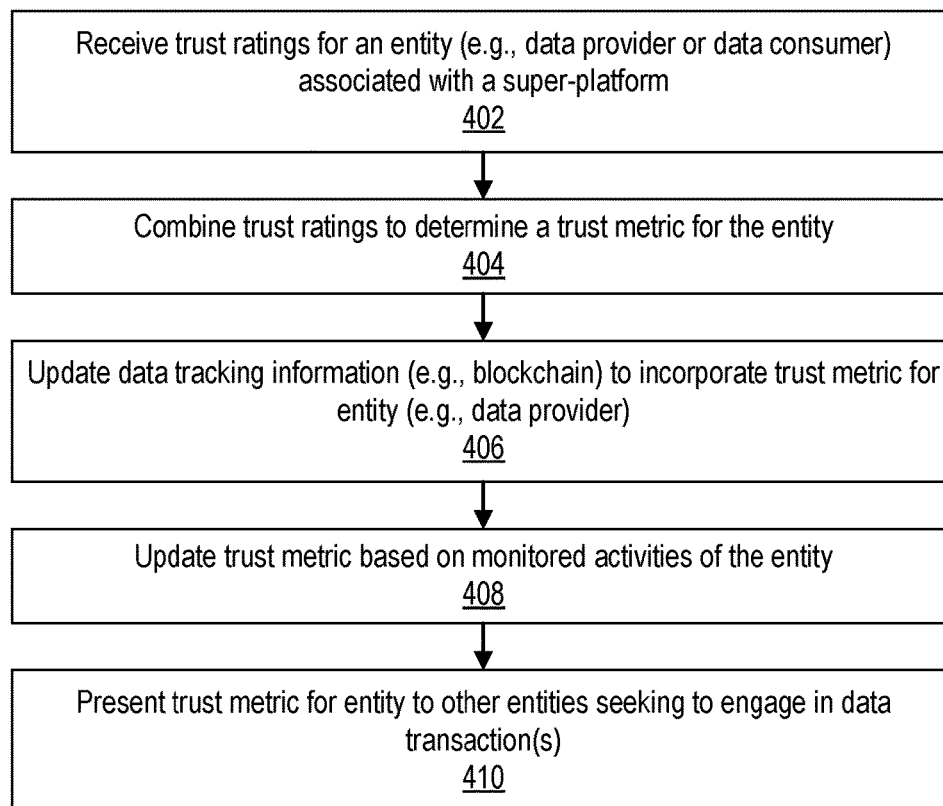 Receive trust ratings for an entity (e.g., data provider or data consumer)
associated with a super-platform
402
Combine trust ratings to determine a trust metric for the entity
404
Update data tracking information (e.g., blockchain) to incorporate trust metric for
entity (e.g., data provider)
406
Update trust metric based on monitored activities of the entity
408
Present trust metric for entity to other entities seeking to engage in data
transaction(s)
410